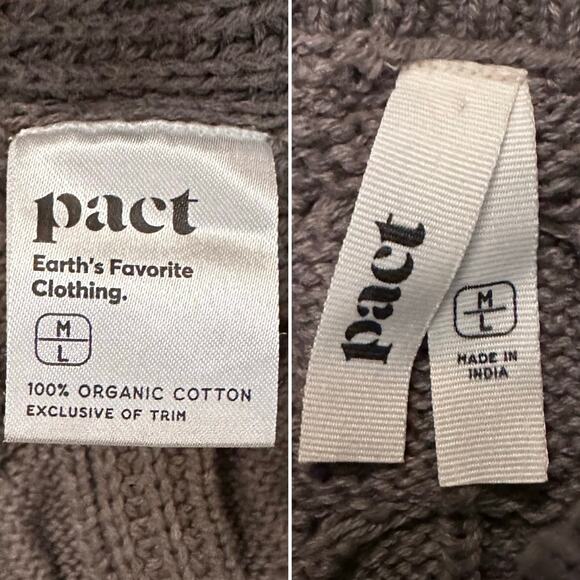 pact
Earth's Favorite
Clothing.
M
L
100% ORGANIC COTTON
EXCLUSIVE OF TRIM
pact
M
L
MADE IN
INDIA